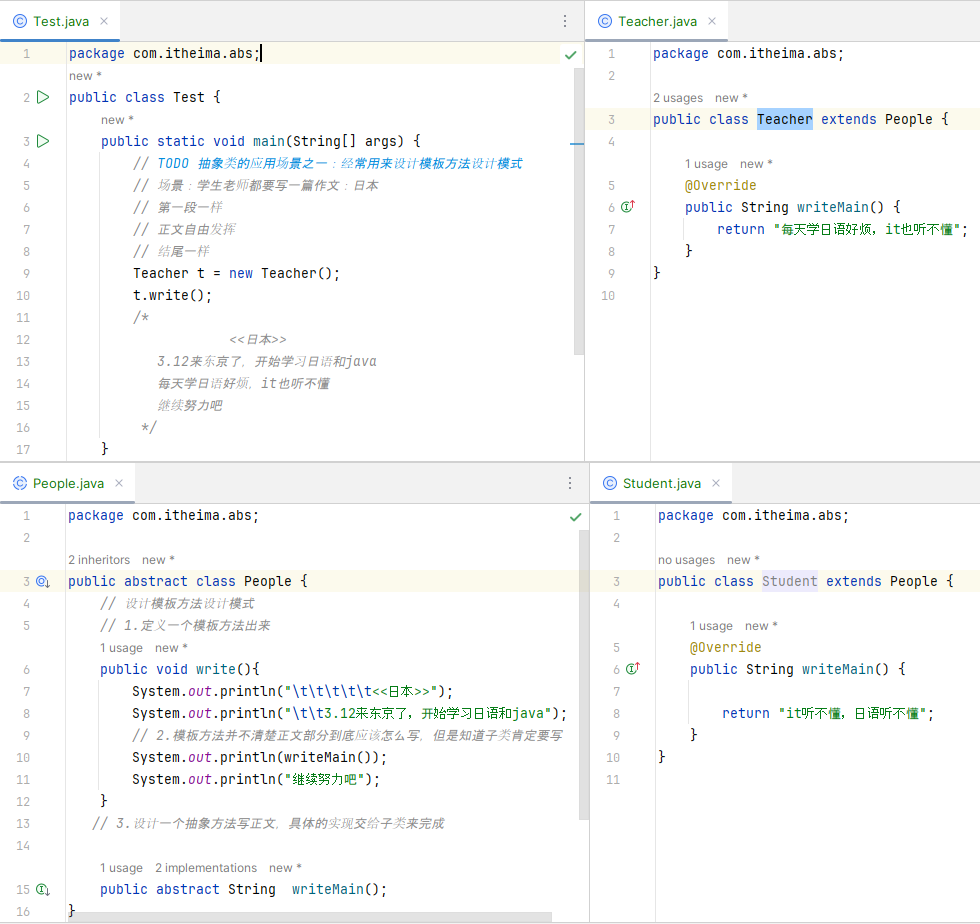 Test.java
1 package com.itheima.abs;
new *
2 public class Test {
new *
3 public static void main(String[] args) {
4 // TODO 抽象类的应用场景之一：经常用来设计模板方法设计模式
5 // 场景：学生老师都要写一篇作文：日本
6 // 第一段一样
7 // 正文自由发挥
8 // 结尾一样
9 Teacher t = new Teacher();
10 t.write();
11 /*
12 <<日本>>
13 3.12来东京了，开始学习日语和java
14 每天学日语好烦，it也听不懂
15 继续努力吧
16 */
17 }
Teacher.java
1 package com.itheima.abs;
2
2 usages new *
3 public class Teacher extends People {
4
1 usage new *
5 @Override
6 public String writeMain() {
7 return "每天学日语好烦，it也听不懂";
8 }
9 }
10
People.java
1 package com.itheima.abs;
2
2 inheritors new *
3 public abstract class People {
4 // 设计模板方法设计模式
5 // 1.定义一个模板方法出来
1 usage new *
6 public void write(){
7 System.out.println("\t\t\t\t\t<<日本>>");
8 System.out.println("\t\t3.12来东京了，开始学习日语和java");
9 // 2.模板方法并不清楚正文部分到底应该怎么写，但是知道子类肯定要写
10 System.out.println(writeMain());
11 System.out.println("继续努力吧");
12 }
13 // 3.设计一个抽象方法写正文，具体的实现交给子类来完成
14
1 usage 2 implementations new *
15 public abstract String writeMain();
16 }
Student.java
1 package com.itheima.abs;
2
no usages new *
3 public class Student extends People {
4
1 usage new *
5 @Override
6 public String writeMain() {
7
8 return "it听不懂，日语听不懂";
9 }
10 }
11